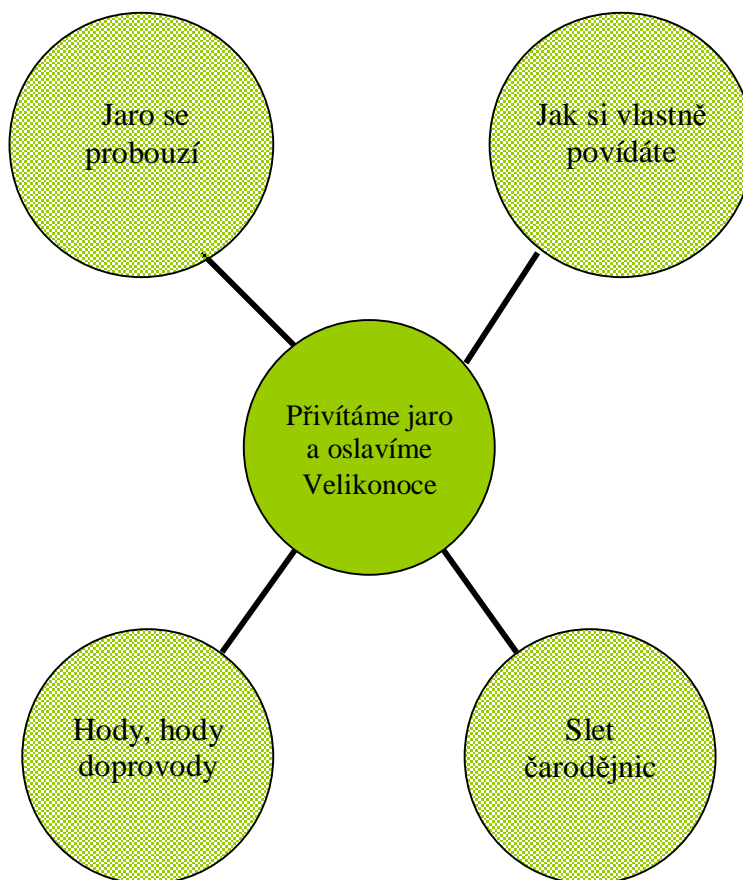 Jaro se
probouzí
Jak si vlastně
povídáte
Přivítáme jaro
a oslavíme
Velikonoce
Hody, hody
doprovody
Slet
čarodějnic